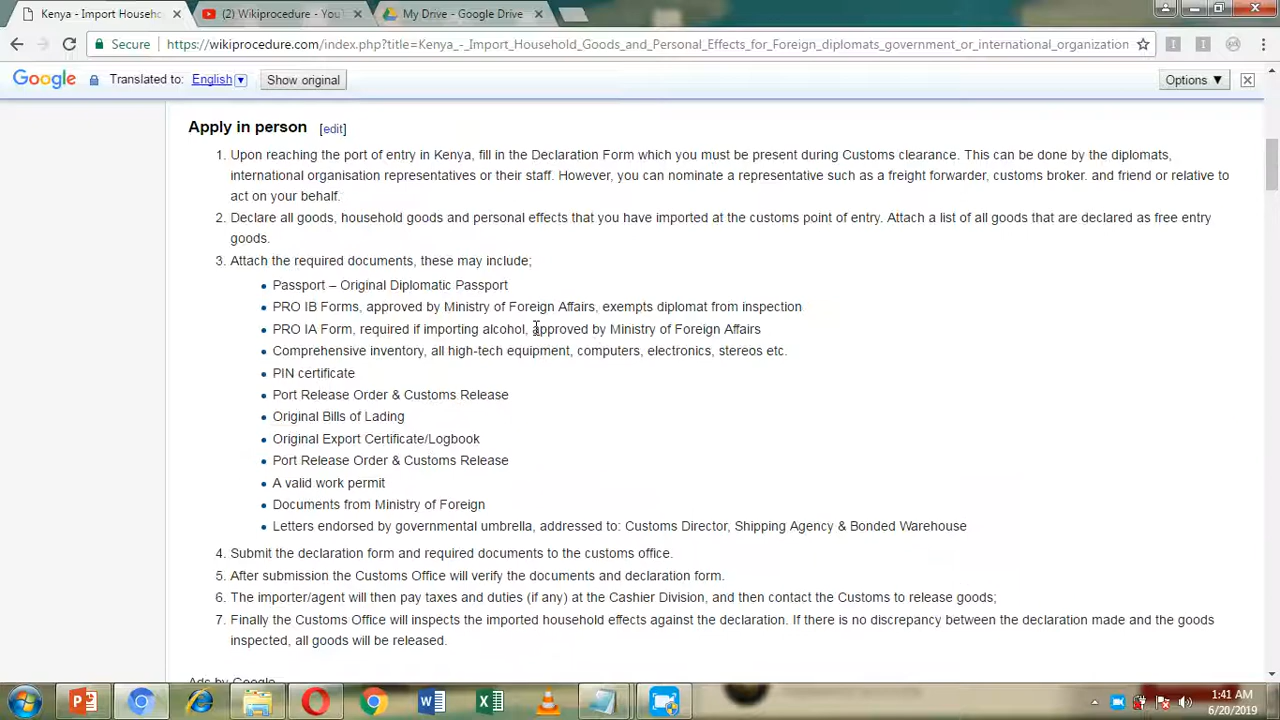 Kenya - Import Househo
(2) Wikiprocedure - You
My Drive - Google Drive
Secure
https://wikiprocedure.com/index.php?title=Kenya_-_Import_Household_Goods_and_Personal_Effects_for_Foreign_diplomats_government_or_international_organization
Google Translated to: English Show original Options ▼
Apply in person [edit]
1. Upon reaching the port of entry in Kenya, fill in the Declaration Form which you must be present during Customs clearance. This can be done by the diplomats,
international organisation representatives or their staff. However, you can nominate a representative such as a freight forwarder, customs broker. and friend or relative to
act on your behalf.
2. Declare all goods, household goods and personal effects that you have imported at the customs point of entry. Attach a list of all goods that are declared as free entry
goods.
3. Attach the required documents, these may include;
• Passport – Original Diplomatic Passport
• PRO IB Forms, approved by Ministry of Foreign Affairs, exempts diplomat from inspection
• PRO IA Form, required if importing alcohol, approved by Ministry of Foreign Affairs
• Comprehensive inventory, all high-tech equipment, computers, electronics, stereos etc.
• PIN certificate
• Port Release Order & Customs Release
• Original Bills of Lading
• Original Export Certificate/Logbook
• Port Release Order & Customs Release
• A valid work permit
• Documents from Ministry of Foreign
• Letters endorsed by governmental umbrella, addressed to: Customs Director, Shipping Agency & Bonded Warehouse
4. Submit the declaration form and required documents to the customs office.
5. After submission the Customs Office will verify the documents and declaration form.
6. The importer/agent will then pay taxes and duties (if any) at the Cashier Division, and then contact the Customs to release goods;
7. Finally the Customs Office will inspects the imported household effects against the declaration. If there is no discrepancy between the declaration made and the goods
inspected, all goods will be released.
Ads by Google
1:41 AM
6/20/2019